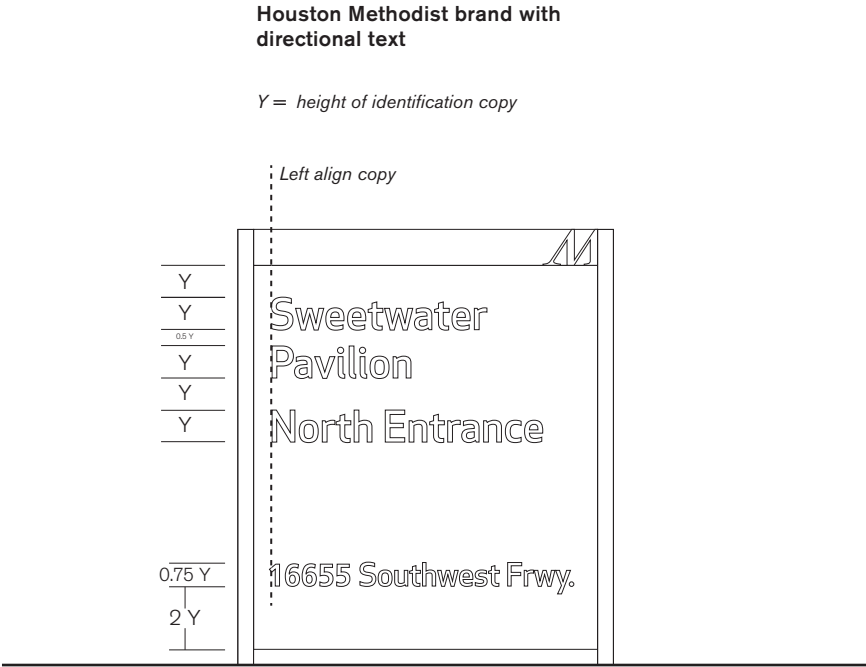 Houston Methodist brand with
directional text
Y = height of identification copy
Left align copy
Y
Y
Sweetwater
0.5 Y
Y
Pavilion
Y
Y
North Entrance
0.75 Y
16655 Southwest Frwy.
2 Y